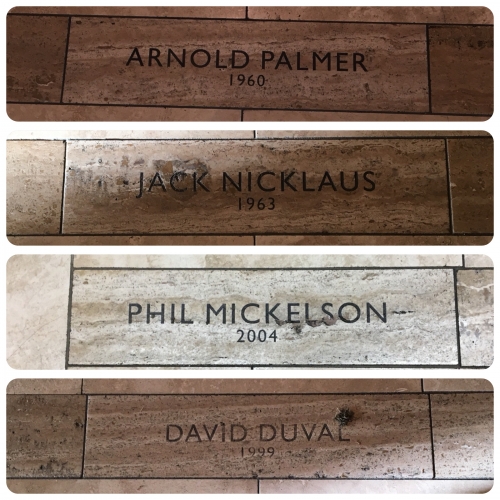 ARNOLD PALMER
1960
JACK NICKLAUS
1963
PHIL MICKELSON
2004
DAVID DUVAL
1999